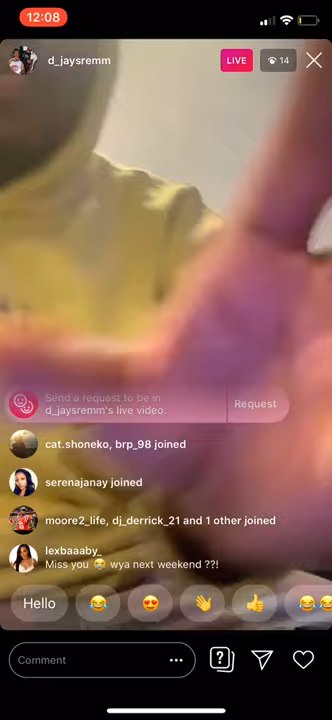 12:08
d_jaysremm
LIVE
14
Send a request to be in
d_jaysremm's live video.
Request
cat.shoneko, brp_98 joined
serenajanay joined
moore2_life, dj_derrick_21 and 1 other joined
lexbaaaby_
Miss you 😭 wya next weekend ??!
Hello
Comment